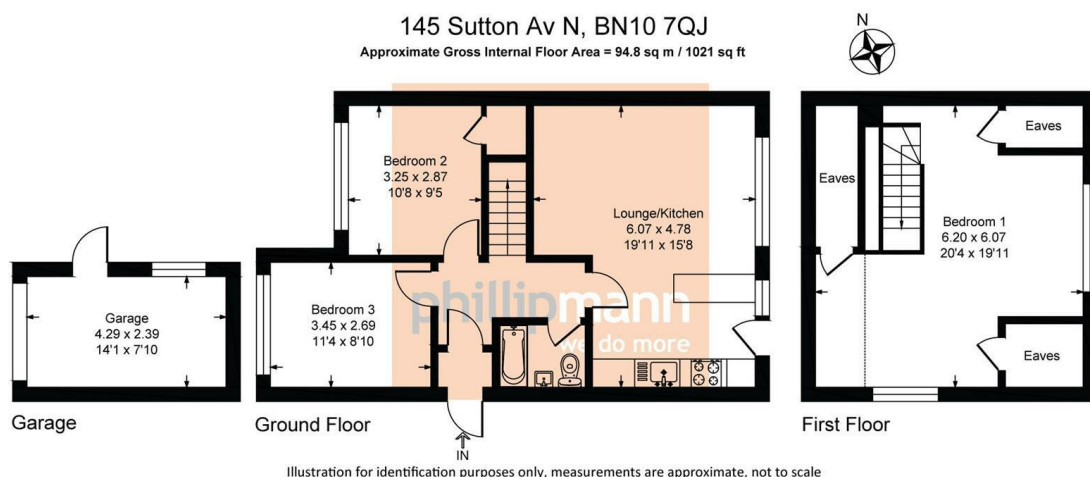 145 Sutton Av N, BN10 7QJ
Approximate Gross Internal Floor Area = 94.8 sq m / 1021 sq ft
N
Bedroom 2
3.25 x 2.87
10'8 x 9'5
Lounge/Kitchen
6.07 x 4.78
19'11 x 15'8
Eaves
Eaves
Bedroom 1
6.20 x 6.07
20'4 x 19'11
Eaves
Garage
4.29 x 2.39
14'1 x 7'10
Bedroom 3
3.45 x 2.69
11'4 x 8'10
phillipmann
we do more
Garage
Ground Floor
IN
First Floor
Illustration for identification purposes only, measurements are approximate, not to scale